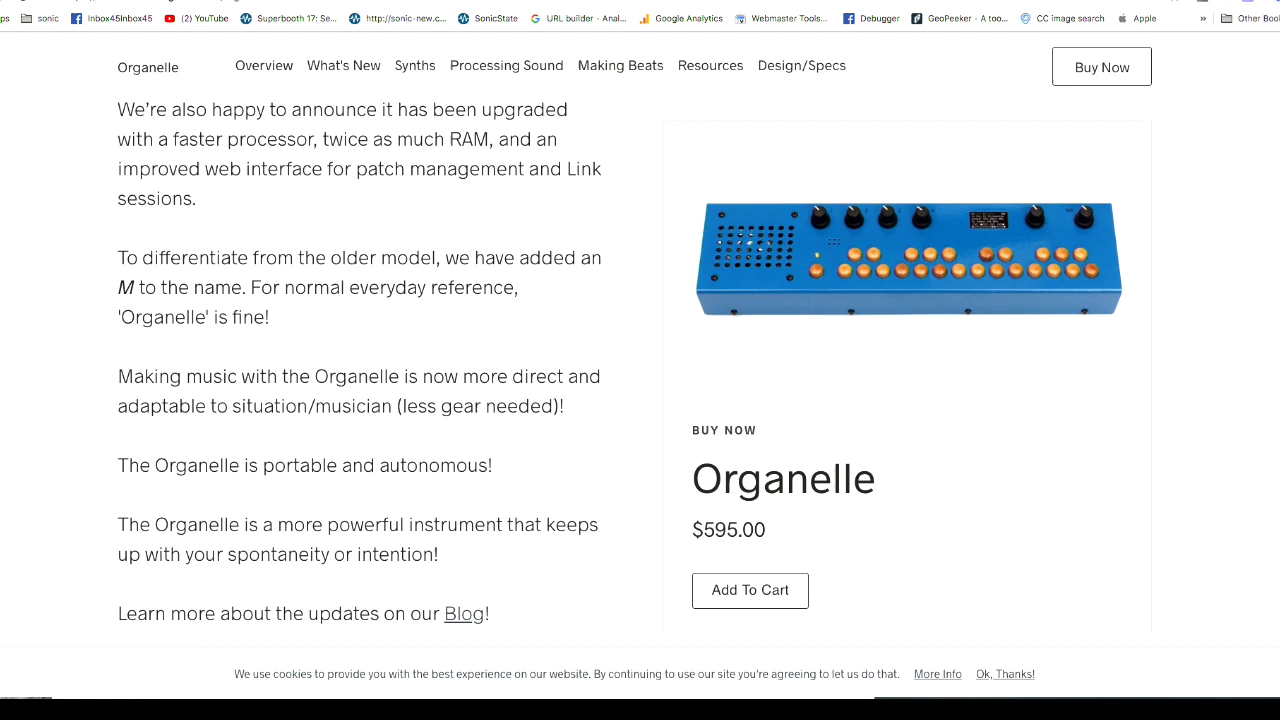 ps
sonic
Inbox45Inbox45
(2) YouTube
Superbooth 17: Se...
http://sonic-new.c...
SonicState
URL builder - Anal...
Google Analytics
Webmaster Tools...
Debugger
GeoPeeker - A too...
CC image search
Apple
»
Other Boo
Organelle
Overview
What's New
Synths
Processing Sound
Making Beats
Resources
Design/Specs
Buy Now
We're also happy to announce it has been upgraded
with a faster processor, twice as much RAM, and an
improved web interface for patch management and Link
sessions.
To differentiate from the older model, we have added an
M to the name. For normal everyday reference,
'Organelle' is fine!
Making music with the Organelle is now more direct and
adaptable to situation/musician (less gear needed)!
The Organelle is portable and autonomous!
The Organelle is a more powerful instrument that keeps
up with your spontaneity or intention!
Learn more about the updates on our Blog!
BUY NOW
Organelle
$595.00
Add To Cart
We use cookies to provide you with the best experience on our website. By continuing to use our site you're agreeing to let us do that. More Info Ok, Thanks!